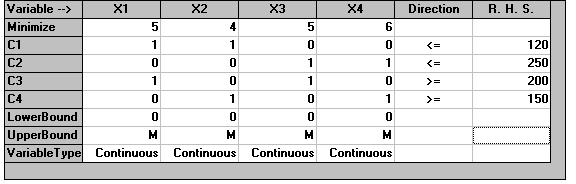 Variable --> X1 X2 X3 X4 Direction R. H. S.
Minimize 5 4 5 6
C1 1 1 0 0 <= 120
C2 0 0 1 1 <= 250
C3 1 0 1 0 >= 200
C4 0 1 0 1 >= 150
LowerBound 0 0 0 0
UpperBound M M M M
VariableType Continuous Continuous Continuous Continuous